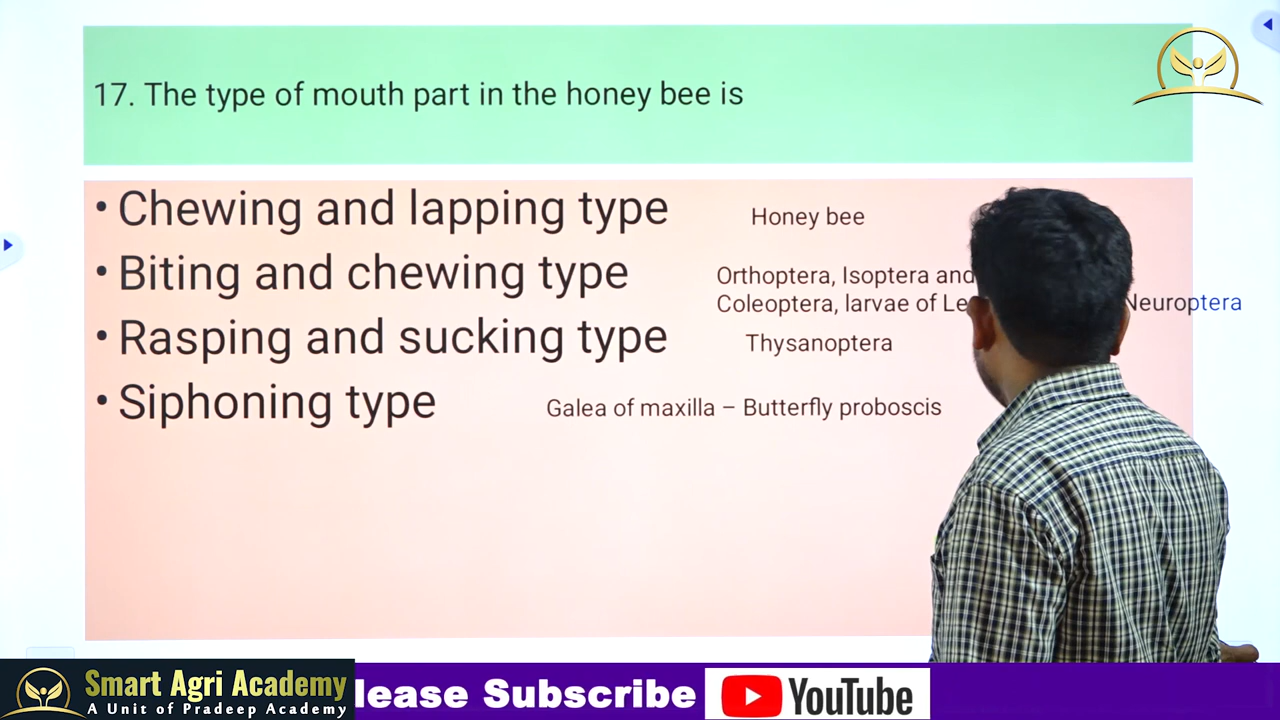 17. The type of mouth part in the honey bee is
• Chewing and lapping type Honey bee
• Biting and chewing type Orthoptera, Isoptera and
Coleoptera, larvae of Neuroptera
• Rasping and sucking type Thysanoptera
• Siphoning type Galea of maxilla – Butterfly proboscis
Smart Agri Academy
A Unit of Pradeep Academy
lease Subscribe
YouTube